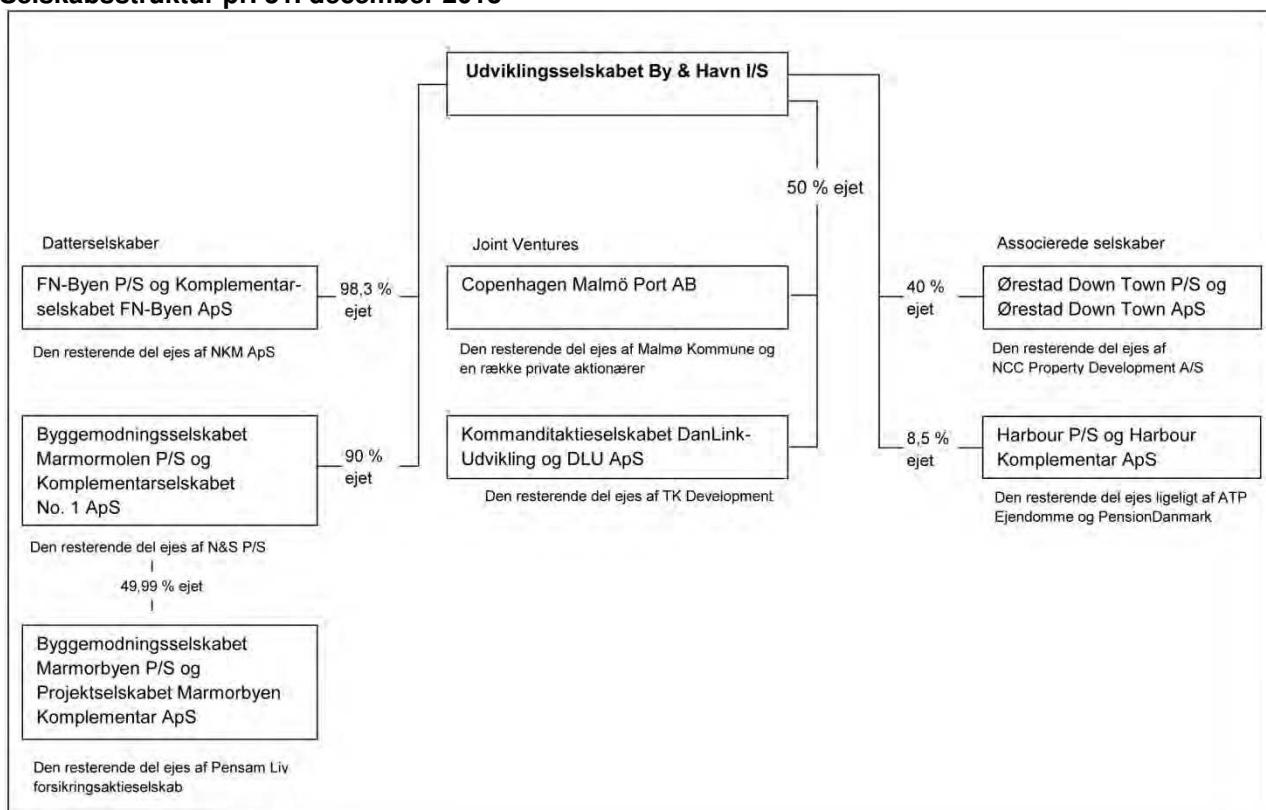 Selskabsstruktur pr. 31. december
Udviklingsselskabet By & Havn I/S
50 % ejet
Datterselskaber
FN-Byen P/S og Komplementar-
selskabet FN-Byen ApS
98,3 %
ejet
Den resterende del ejes af NKM ApS
Byggemodningsselskabet
Marmormolen P/S og
Komplementarselskabet
No. 1 ApS
90 %
ejet
Den resterende del ejes af N&S P/S
49,99 % ejet
Byggemodningsselskabet
Marmorbyen P/S og
Projektselskabet Marmorbyen
Komplementar ApS
Den resterende del ejes af Pensam Liv
forsikringsaktieselskab
Joint Ventures
Copenhagen Malmö Port AB
Den resterende del ejes af Malmø Kommune og
en række private aktionærer
Kommanditaktieselskabet DanLink-
Udvikling og DLU ApS
Den resterende del ejes af TK Development
Associerede selskaber
40 %
ejet
Ørestad Down Town P/S og
Ørestad Down Town ApS
Den resterende del ejes af
NCC Property Development A/S
8,5 %
ejet
Harbour P/S og Harbour
Komplementar ApS
Den resterende del ejes ligeligt af ATP
Ejendomme og PensionDanmark